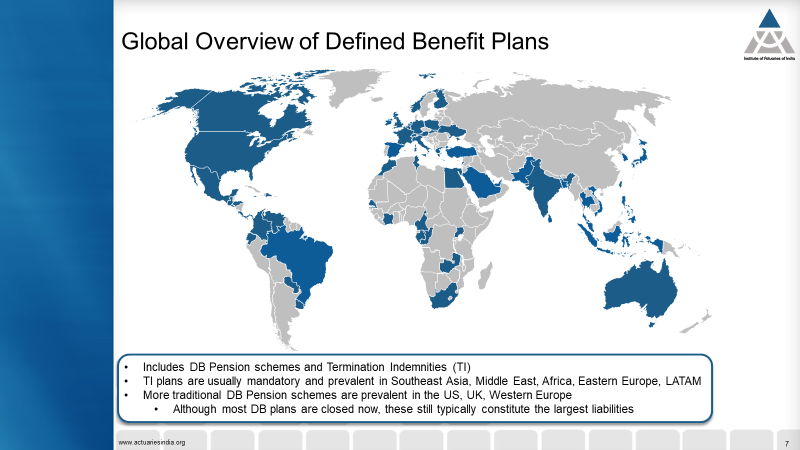 Global Overview of Defined Benefit Plans
Institute of Actuaries of India
• Includes DB Pension schemes and Termination Indemnities (TI)
• TI plans are usually mandatory and prevalent in Southeast Asia, Middle East, Africa, Eastern Europe, LATAM
• More traditional DB Pension schemes are prevalent in the US, UK, Western Europe
• Although most DB plans are closed now, these still typically constitute the largest liabilities
www.actuariesindia.org
7